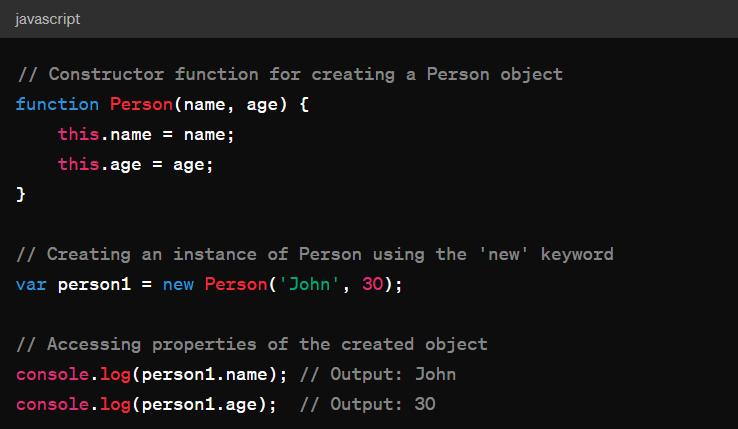 javascript
// Constructor function for creating a Person object
function Person(name, age) {
    this.name = name;
    this.age = age;
}
// Creating an instance of Person using the 'new' keyword
var person1 = new Person('John', 30);
// Accessing properties of the created object
console.log(person1.name); // Output: John
console.log(person1.age);  // Output: 30